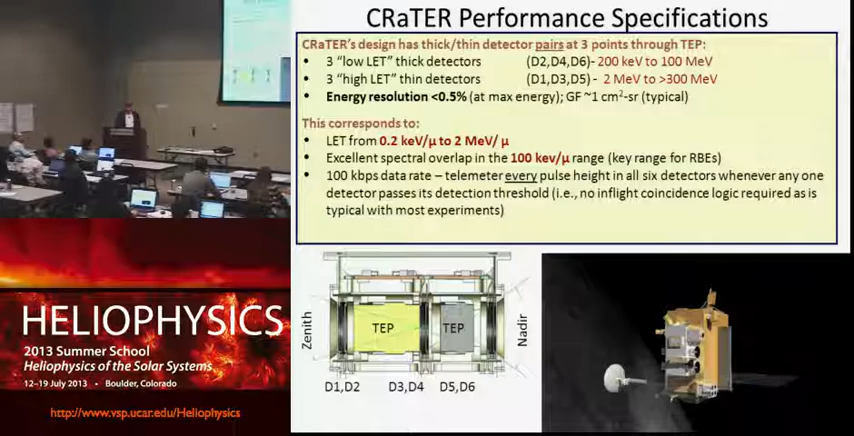 CRaTER Performance Specifications
CRaTER's design has thick/thin detector pairs at 3 points through TEP:
• 3 “low LET” thick detectors (D2,D4,D6)- 200 keV to 100 MeV
• 3 “high LET” thin detectors (D1,D3,D5) - 2 MeV to >300 MeV
• Energy resolution <0.5% (at max energy); GF ~1 cm²-sr (typical)
This corresponds to:
• LET from 0.2 keV/µ to 2 MeV/ µ
• Excellent spectral overlap in the 100 kev/µ range (key range for RBEs)
• 100 kbps data rate – telemeter every pulse height in all six detectors whenever any one
detector passes its detection threshold (i.e., no inflight coincidence logic required as is
typical with most experiments)
Zenith
TEP
TEP
Nadir
D1,D2
D3,D4
D5,D6
HELIOPHYSICS
2013 Summer School
Heliophysics of the Solar Systems
12–19 July 2013 • Boulder, Colorado
http://www.vsp.ucar.edu/Heliophysics